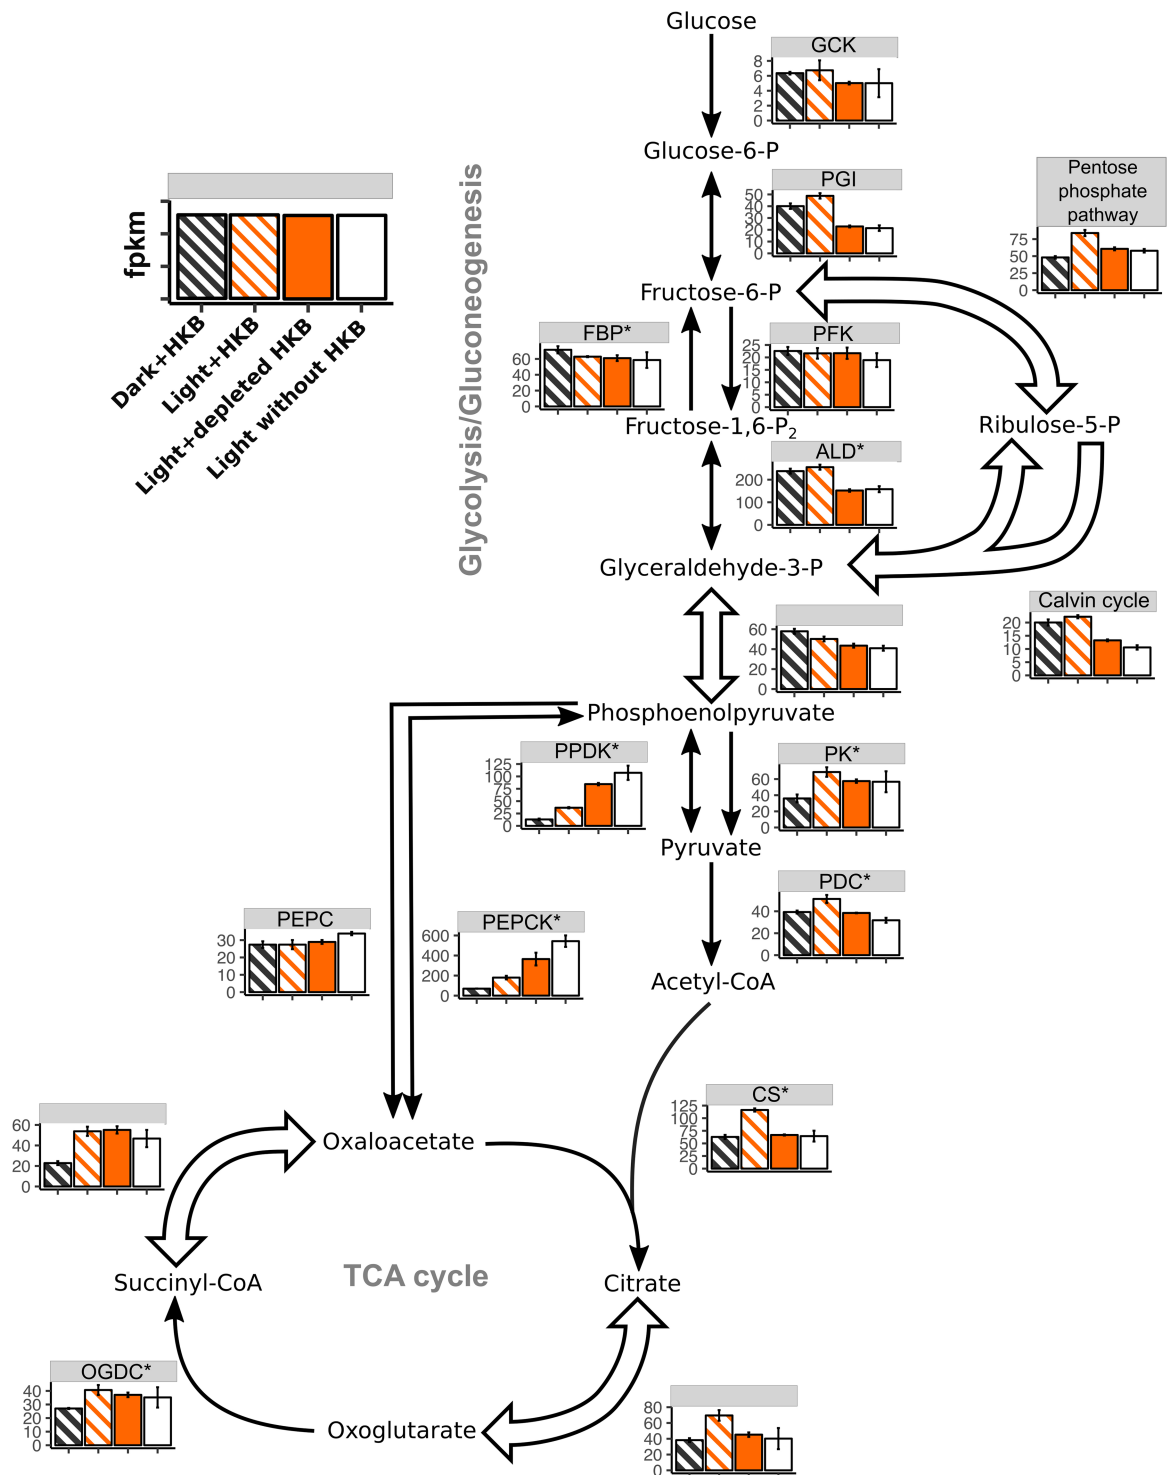 Glucose
GCK
8
6
4
2
0
Glucose-6-P
PGI
50
40
30
20
10
0
Pentose
phosphate
pathway
75
50
25
0
fpkm
Dark+HKB
Light+HKB
Light+depleted HKB
Light without HKB
Glycolysis/Gluconeogenesis
Fructose-6-P
FBP*
60
40
20
0
PFK
25
20
15
10
5
0
Fructose-1,6-P2
Ribulose-5-P
ALD*
200
100
0
Glyceraldehyde-3-P
60
40
20
0
Calvin cycle
20
15
10
5
0
Phosphoenolpyruvate
PPDK*
125
100
75
50
25
0
PK*
60
40
20
0
Pyruvate
PDC*
40
20
0
PEPC
30
20
10
0
PEPCK*
600
400
200
0
Acetyl-CoA
CS*
125
100
75
50
25
0
60
40
20
0
Oxaloacetate
Succinyl-CoA
TCA cycle
Citrate
OGDC*
40
30
20
10
0
Oxoglutarate
80
60
40
20
0